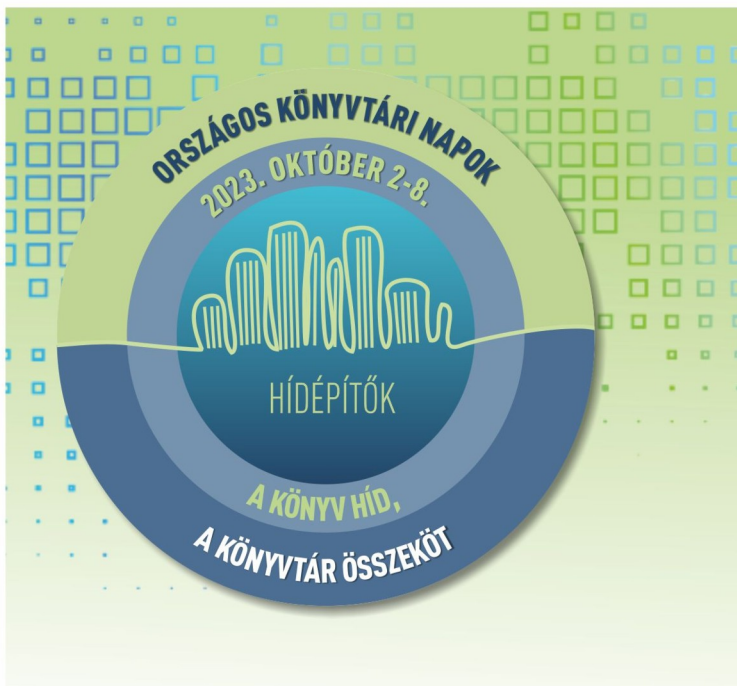 ORSZÁGOS KÖNYVTÁRI NAPOK
2023. OKTÓBER 2-8.
HÍDÉPÍTŐK
A KÖNYV HÍD,
A KÖNYVTÁR ÖSSZEKÖT